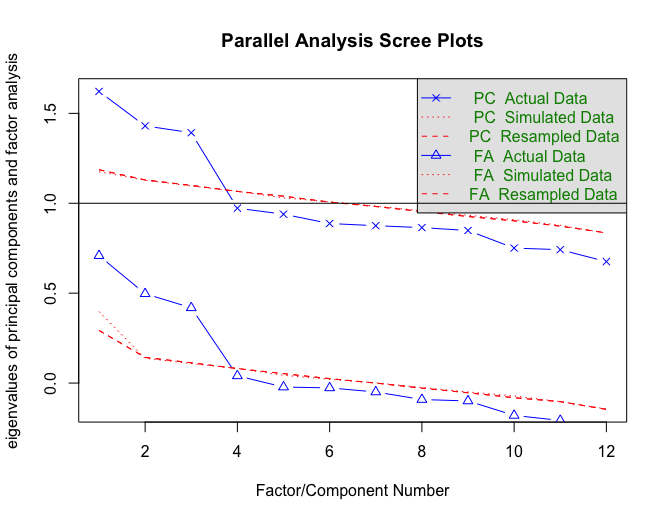 Parallel Analysis Scree Plots
eigenvalues of principal components and factor analysis
1.5
1.0
0.5
0.0
PC  Actual Data
PC  Simulated Data
PC  Resampled Data
FA  Actual Data
FA  Simulated Data
FA  Resampled Data
2 4 6 8 10 12
Factor/Component Number